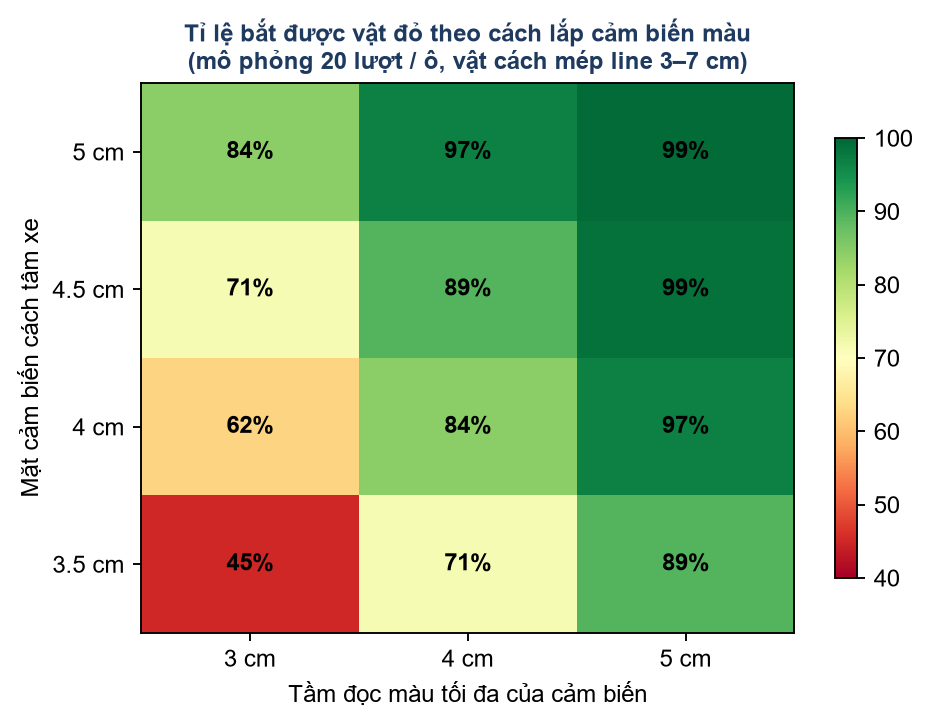 Tỉ lệ bắt được vật đỏ theo cách lắp cảm biến màu
(mô phỏng 20 lượt / ô, vật cách mép line 3–7 cm)
Mặt cảm biến cách tâm xe
5 cm
84%
97%
99%
4.5 cm
71%
89%
99%
4 cm
62%
84%
97%
3.5 cm
45%
71%
89%
3 cm
4 cm
5 cm
Tầm đọc màu tối đa của cảm biến
100
90
80
70
60
50
40